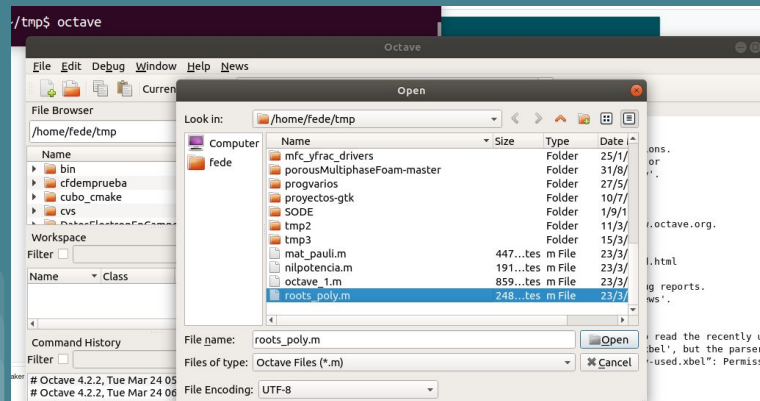 /tmp$ octave
Octave
File Edit Debug Window Help News
Curren
File Browser
/home/fede/tmp
Name
bin
cfdemprueba
cubo_cmake
cvs
Workspace
Filter
Name Class
Command History
Filter
# Octave 4.2.2, Tue Mar 24 05
# Octave 4.2.2, Tue Mar 24 06
Open
Look in: /home/fede/tmp
Computer
fede
Name Size Type Date
mfc_yfrac_drivers Folder 25/1/
porousMultiphaseFoam-master Folder 31/8/
progvarios Folder 27/5/
proyectos-gtk Folder 10/7/
SODE Folder 1/9/1
tmp2 Folder 11/3/
tmp3 Folder 15/3/
mat_pauli.m 447...tes m File 23/3/
nilpotencia.m 191...tes m File 23/3/
octave_1.m 859...tes m File 23/3/
roots_poly.m 248...tes m File 23/3/
File name: roots_poly.m Open
Files of type: Octave Files (*.m) Cancel
File Encoding: UTF-8
ons.
or
.octave.org.
.html
ng reports.
ews'.
read the recently u
bel', but the parser
-used.xbel": Permiss